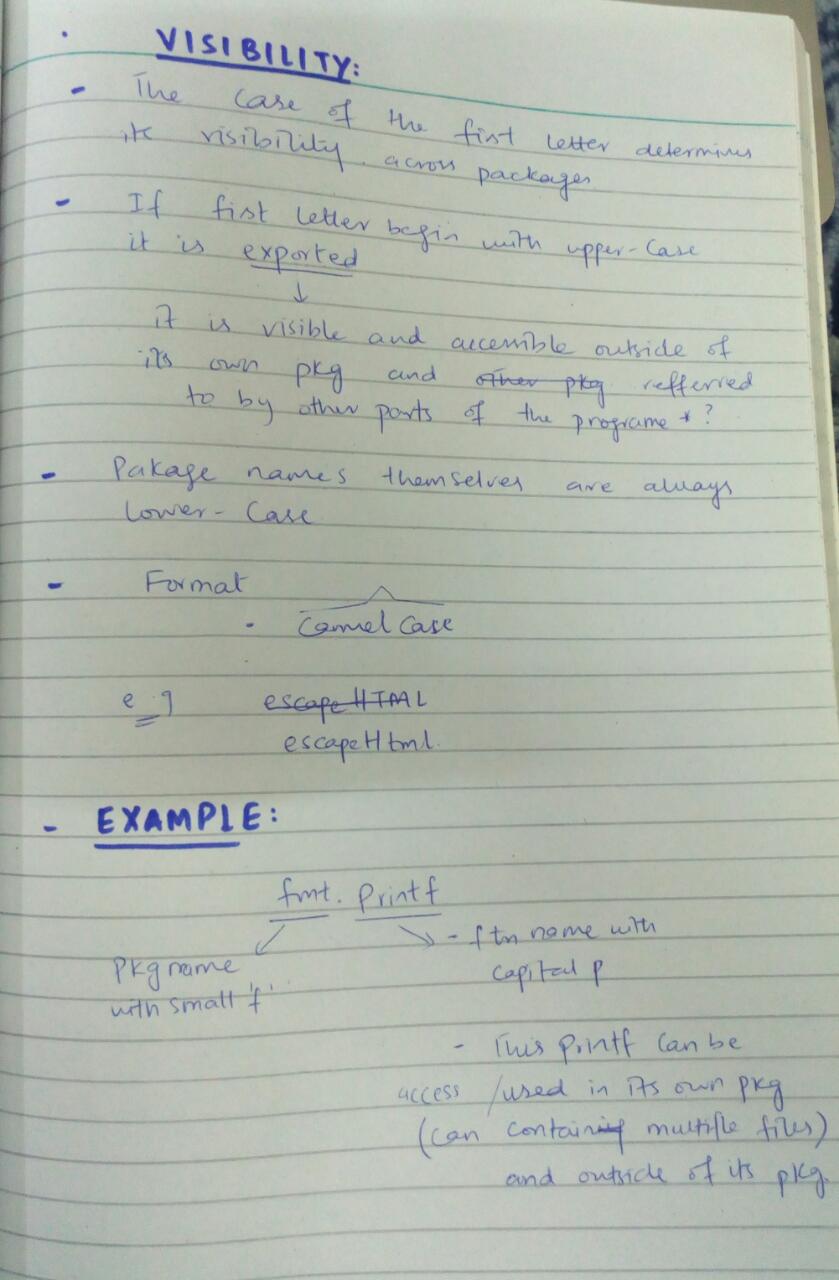 VISIBILITY:
- The case of the first letter determines
its visibility across packages
- If first letter begin with upper-case
it is exported
it is visible and accessible outside of
its own pkg and other pkg refferred
to by other parts of the programe * ?
- Pakage names themselves are always
lower-case
- Format
. Camel Case
e.g escapeHTML
escapeHtml.
- EXAMPLE:
fmt. Printf
- ftn name with
capital P
Pkg name
with small 'f'
- This Printf can be
access /used in its own pkg
(can containing multiple files)
and outside of its pkg.